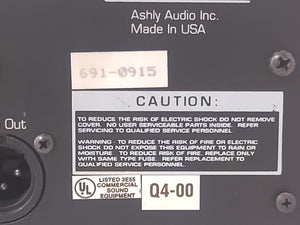 Ashly Audio Inc.
Made In USA
691-0915
CAUTION:
TO REDUCE THE RISK OF ELECTRIC SHOCK DO NOT REMOVE
COVER. NO USER SERVICEABLE PARTS INSIDE. REFER
SERVICING TO QUALIFIED SERVICE PERSONNEL
WARNING - TO REDUCE THE RISK OF FIRE OR ELECTRIC
SHOCK DO NOT EXPOSE THIS EQUIPMENT TO RAIN OR
MOISTURE - TO REDUCE RISK OF FIRE, REPLACE ONLY
WITH SAME TYPE FUSE. REFER REPLACEMENT TO
QUALIFIED SERVICE PERSONNEL.
Out
UL
LISTED 3E55
COMMERCIAL
SOUND
EQUIPMENT
Q4-00